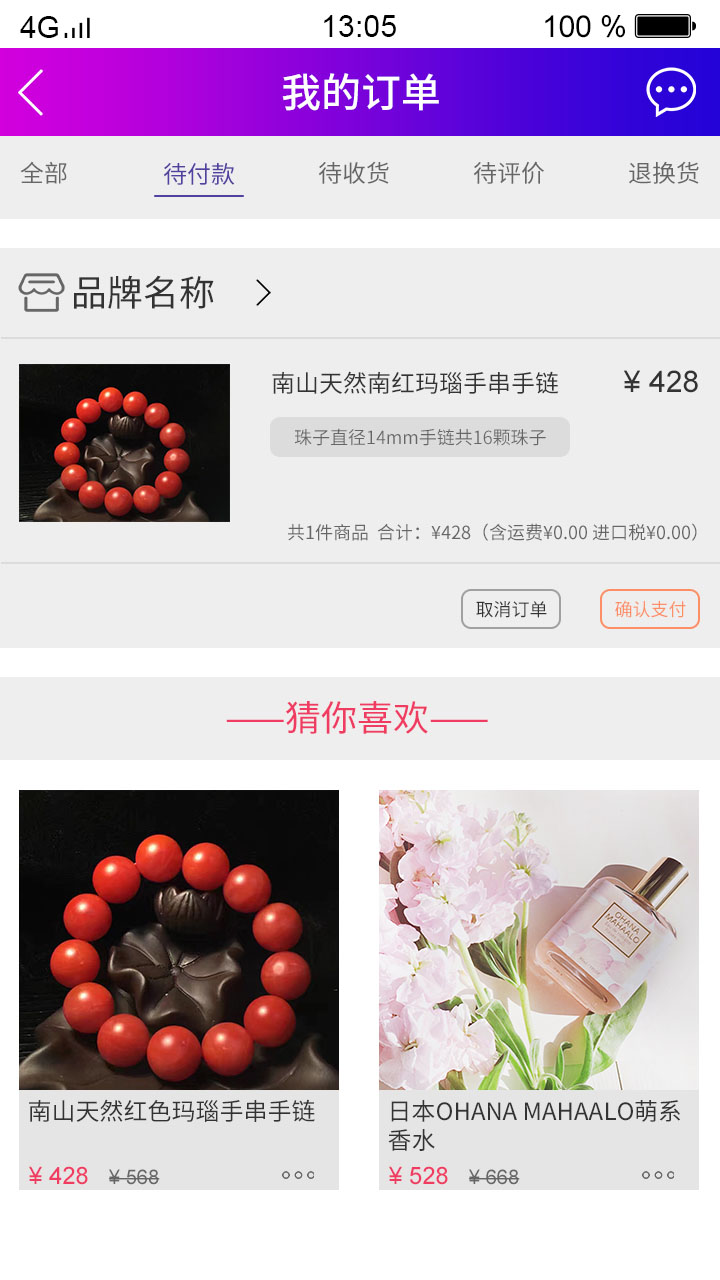 4G 13:05 100 %
我的订单
全部 待付款 待收货 待评价 退换货
品牌名称
南山天然南红玛瑙手串手链 ¥ 428
珠子直径14mm手链共16颗珠子
共1件商品 合计：¥428（含运费¥0.00 进口税¥0.00）
取消订单 确认支付
猜你喜欢
OHANA
MAHAALO
南山天然红色玛瑙手串手链
¥ 428 ¥ 568
日本OHANA MAHAALO萌系
香水
¥ 528 ¥ 668